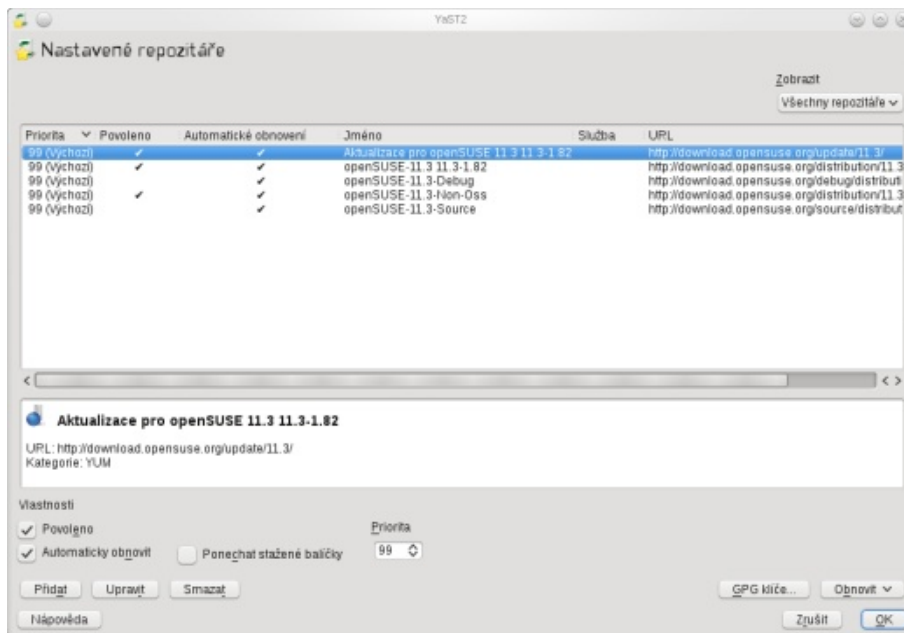 YaST2
Nastavené repozitáře
Zobrazit
Všechny repozitáře
Priorita Povoleno Automatické obnovení Jméno Služba URL
99 (Výchozí) ✔ ✔ Aktualizace pro openSUSE 11.3 11.3-1.82 http://download.opensuse.org/update/11.3/
99 (Výchozí) ✔ ✔ openSUSE-11.3 11.3-1.82 http://download.opensuse.org/distribution/11.3
99 (Výchozí) ✔ openSUSE-11.3-Debug http://download.opensuse.org/debug/distributi
99 (Výchozí) ✔ ✔ openSUSE-11.3-Non-Oss http://download.opensuse.org/distribution/11.3
99 (Výchozí) ✔ openSUSE-11.3-Source http://download.opensuse.org/source/distribut
Aktualizace pro openSUSE 11.3 11.3-1.82
URL: http://download.opensuse.org/update/11.3/
Kategorie: YUM
Vlastnosti
Povoleno Priorita
Automaticky obnovit Ponechat stažené balíčky 99
Přidat Upravit Smazat GPG klíče... Obnovit
Nápověda Zrušit OK